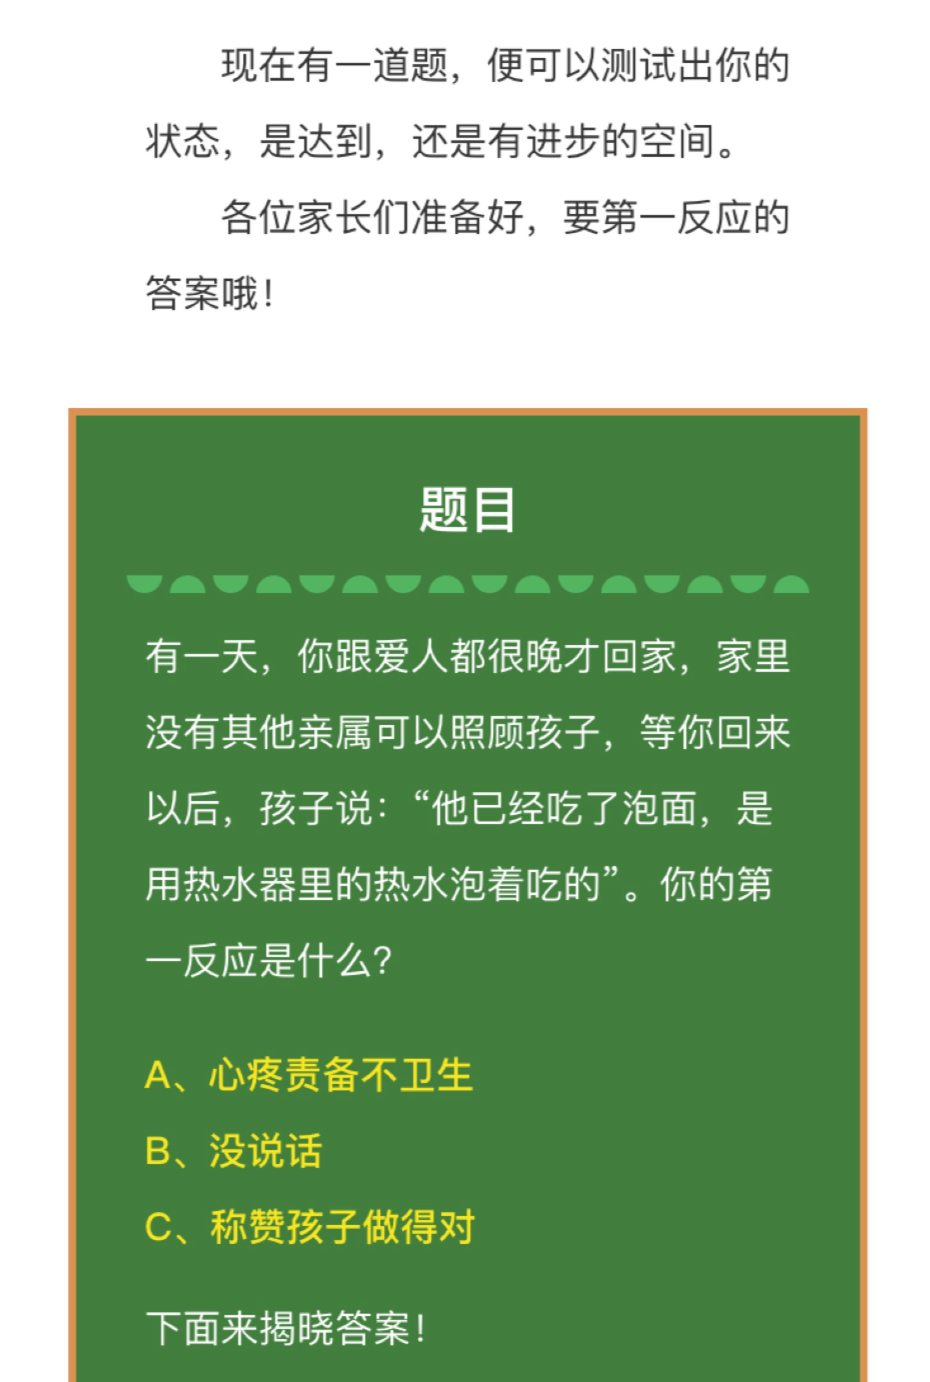 现在有一道题，便可以测试出你的
状态，是达到，还是有进步的空间。
各位家长们准备好，要第一反应的
答案哦！
题目
有一天，你跟爱人都很晚才回家，家里
没有其他亲属可以照顾孩子，等你回来
以后，孩子说：“他已经吃了泡面，是
用热水器里的热水泡着吃的”。你的第
一反应是什么？
A、心疼责备不卫生
B、没说话
C、称赞孩子做得对
下面来揭晓答案！